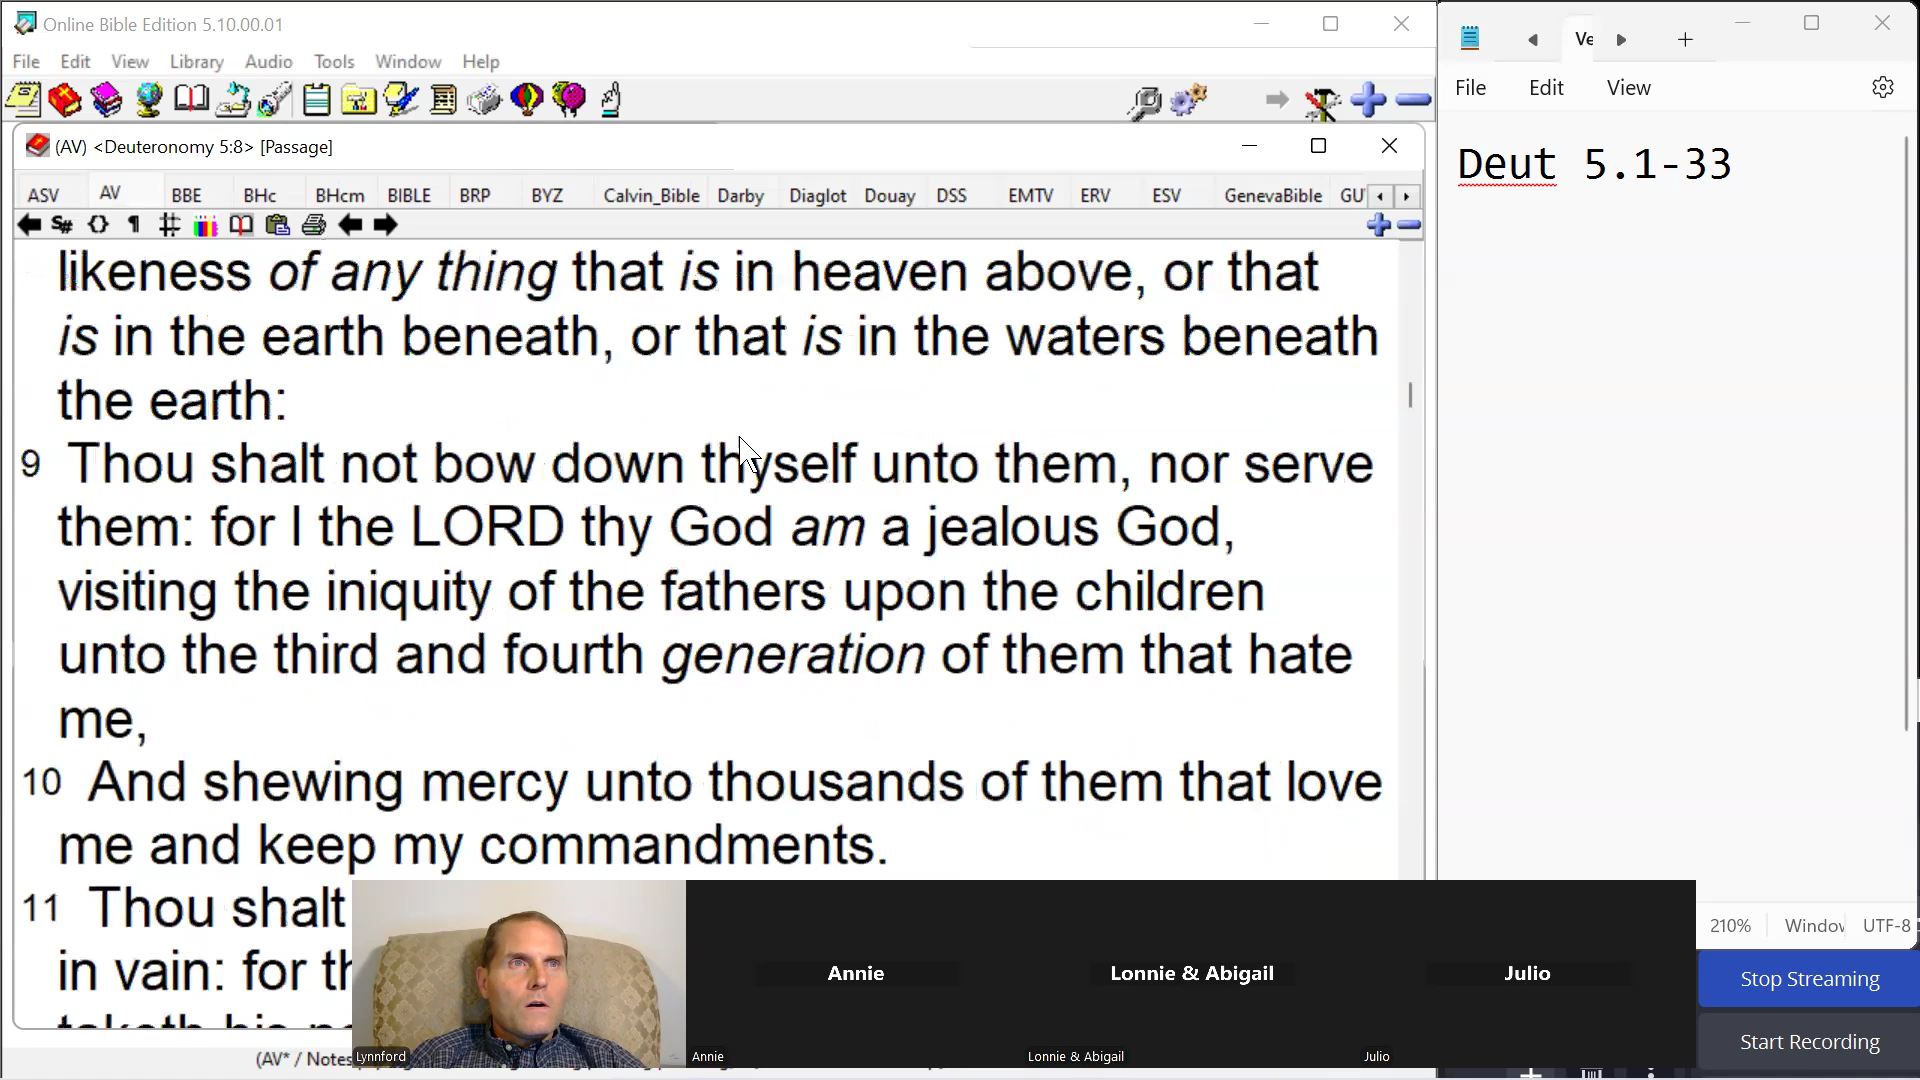 Online Bible Edition 5.10.00.01
File Edit View Library Audio Tools Window Help
(AV) <Deuteronomy 5:8> [Passage]
ASV AV BBE BHc BHcm BIBLE BRP BYZ Calvin_Bible Darby Diaglot Douay DSS EMTV ERV ESV GenevaBible GU
S# {} ¶
likeness of any thing that is in heaven above, or that
is in the earth beneath, or that is in the waters beneath
the earth:
9 Thou shalt not bow down thyself unto them, nor serve
them: for I the LORD thy God am a jealous God,
visiting the iniquity of the fathers upon the children
unto the third and fourth generation of them that hate
me,
10 And shewing mercy unto thousands of them that love
me and keep my commandments.
11 Thou shalt
in vain: for th
taketh his
(AV* / Notes
Ve
File Edit View
Deut 5.1-33
210% Window UTF-8
Stop Streaming
Start Recording
Annie
Lonnie & Abigail
Julio
Lynnford
Annie
Lonnie & Abigail
Julio